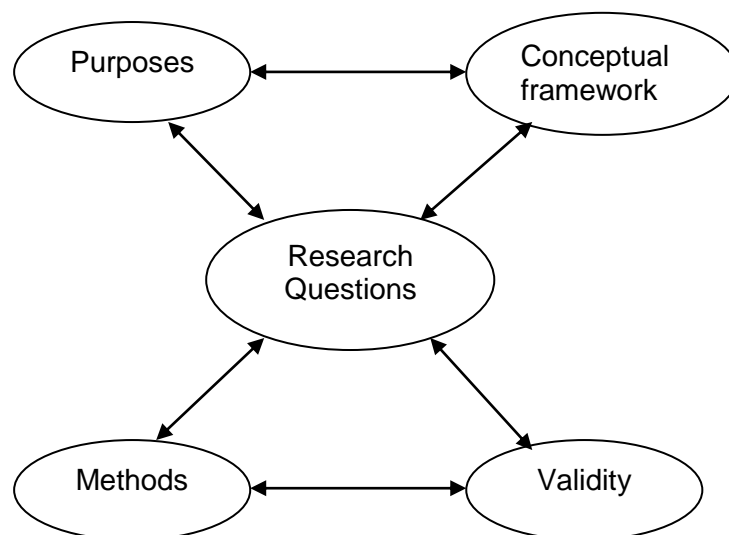 Purposes
Conceptual
framework
Research
Questions
Methods
Validity